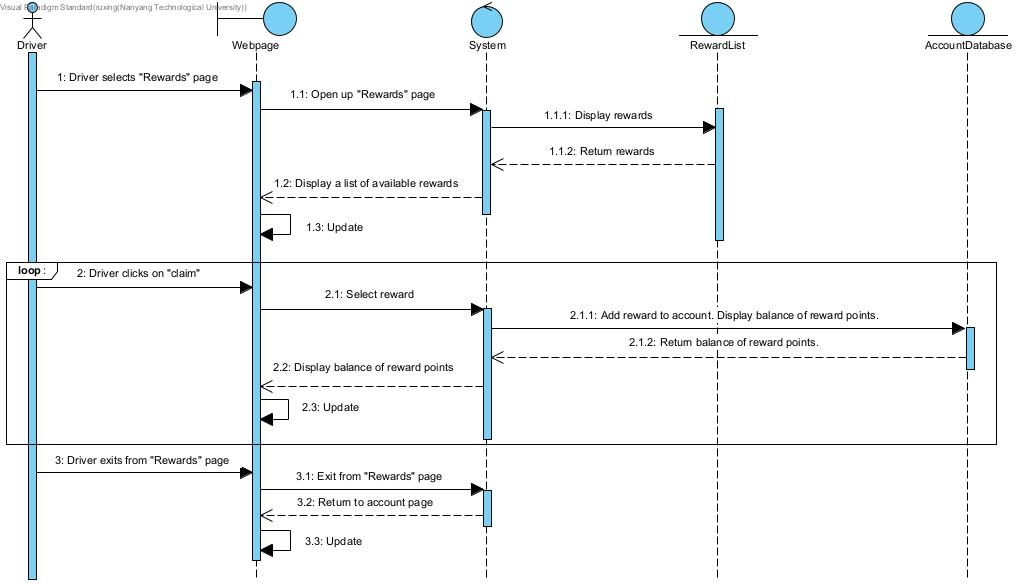 Visual Paradigm Standard(ruxing(Nanyang Technological University))
Driver
Webpage
System
RewardList
AccountDatabase
1: Driver selects "Rewards" page
1.1: Open up "Rewards" page
1.1.1: Display rewards
1.1.2: Return rewards
1.2: Display a list of available rewards
1.3: Update
loop :
2: Driver clicks on "claim"
2.1: Select reward
2.1.1: Add reward to account. Display balance of reward points.
2.1.2: Return balance of reward points.
2.2: Display balance of reward points
2.3: Update
3: Driver exits from "Rewards" page
3.1: Exit from "Rewards" page
3.2: Return to account page
3.3: Update